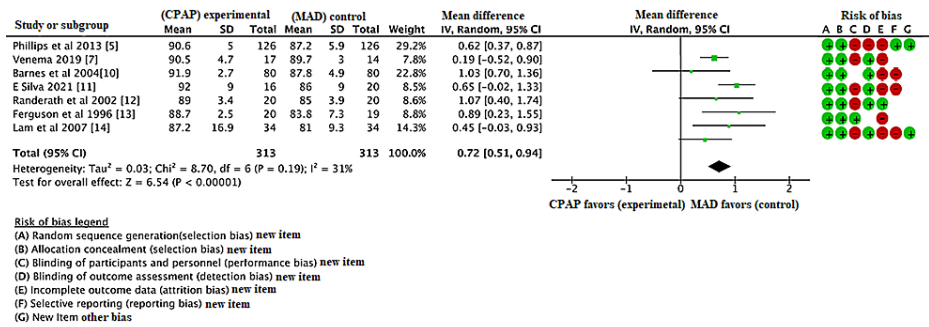 (CPAP) experimental (MAD) control Mean difference Mean difference Risk of bias
Study or subgroup Mean SD Total Mean SD Total Weight IV, Random, 95% CI IV, Random, 95% CI A B C D E F G
Phillips et al 2013 [5] 90.6 5 126 87.2 5.9 126 29.2% 0.62 [0.37, 0.87]
Venema 2019 [7] 90.5 4.7 17 89.7 3 14 7.8% 0.19 [−0.52, 0.90]
Barnes et al 2004[10] 91.9 2.7 80 87.8 4.9 80 22.8% 1.03 [0.70, 1.36]
E Silva 2021 [11] 92 9 16 86 9 20 8.5% 0.65 [-0.02, 1.33]
Randerath et al 2002 [12] 89 3.4 20 85 3.9 20 8.5% 1.07 [0.40, 1.74]
Ferguson et al 1996 [13] 88.7 2.5 20 83.8 7.3 19 8.8% 0.89 [0.23, 1.55]
Lam et al 2007 [14] 87.2 16.9 34 81 9.3 34 14.3% 0.45 [-0.03, 0.93]
Total (95% CI) 313 313 100.0% 0.72 [0.51, 0.94]
Heterogeneity: Tau² = 0.03; Chi² = 8.70, df = 6 (P = 0.19); I² = 31%
Test for overall effect: Z = 6.54 (P < 0.00001)
−2 −1 0 1 2
CPAP favors (experimetal) MAD favors (control)
Risk of bias legend
(A) Random sequence generation(selection bias) new item
(B) Allocation concealment (selection bias) new item
(C) Blinding of participants and personnel (performance bias) new item
(D) Blinding of outcome assessment (detection bias) new item
(E) Incomplete outcome data (attrition bias) new item
(F) Selective reporting (reporting bias) new item
(G) New Item other bias